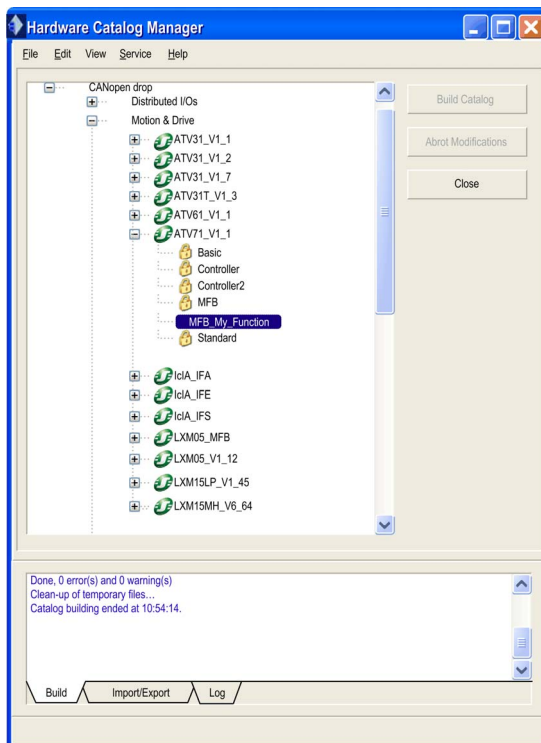 Hardware Catalog Manager
File Edit View Service Help
CANopen drop
Distributed I/Os
Motion & Drive
ATV31_V1_1
ATV31_V1_2
ATV31_V1_7
ATV31T_V1_3
ATV61_V1_1
ATV71_V1_1
Basic
Controller
Controller2
MFB
MFB_My_Function
Standard
IcIA_IFA
IcIA_IFE
IcIA_IFS
LXM05_MFB
LXM05_V1_12
LXM15LP_V1_45
LXM15MH_V6_64
Build Catalog
Abrot Modifications
Close
Done, 0 error(s) and 0 warning(s)
Clean-up of temporary files...
Catalog building ended at 10:54:14.
Build Import/Export Log